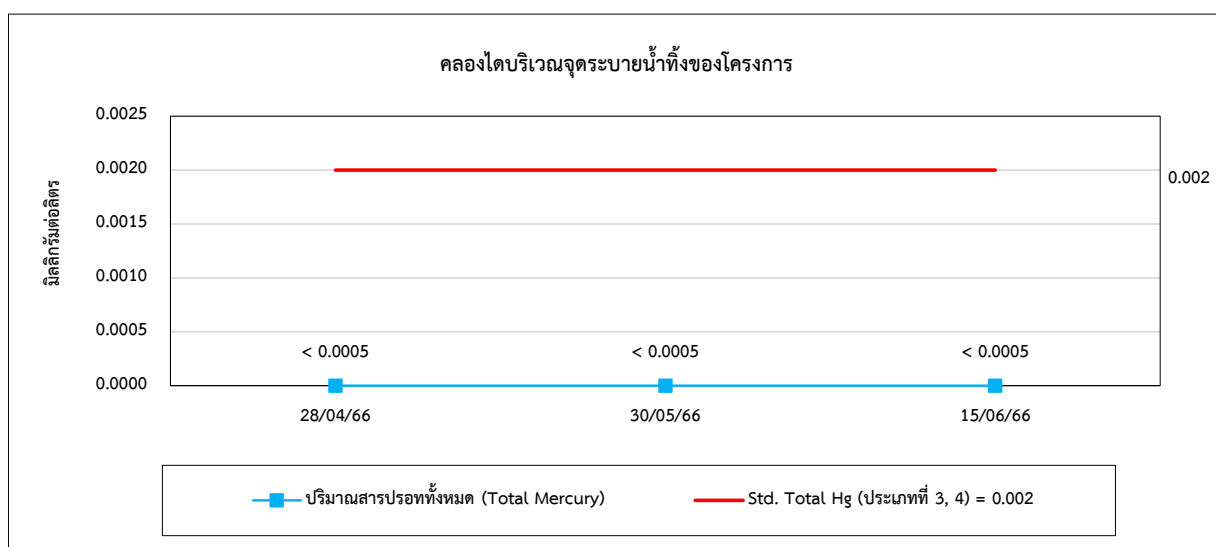 คลองไดบริเวณจุดระบายน้ำทิ้งของโครงการ
มิลลิกรัมต่อลิตร
0.0025
0.0020
0.002
0.0015
0.0010
0.0005
< 0.0005 < 0.0005 < 0.0005
0.0000
28/04/66 30/05/66 15/06/66
ปริมาณสารปรอททั้งหมด (Total Mercury) Std. Total Hg (ประเภทที่ 3, 4) = 0.002